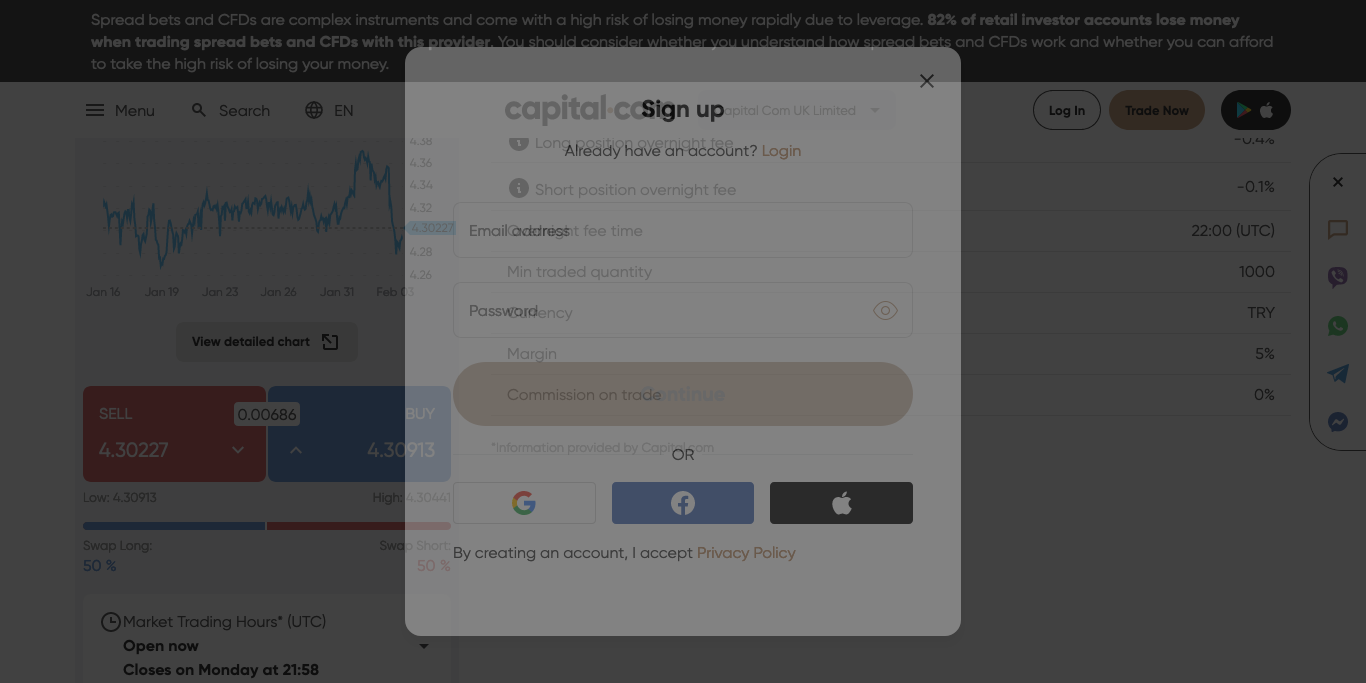 Spread bets and CFDs are complex instruments and come with a high risk of losing money rapidly due to leverage. 82% of retail investor accounts lose money
when trading spread bets and CFDs with this provider. You should consider whether you understand how spread bets and CFDs work and whether you can afford
to take the high risk of losing your money.
Menu
Search
EN
capital.com
Capital Com UK Limited
Log In
Trade Now
Sign up
Already have an account? Login
Email address
Password
Continue
OR
By creating an account, I accept Privacy Policy
4.38
4.36
4.34
4.32
4.30227
4.28
4.26
Jan 16
Jan 19
Jan 23
Jan 26
Jan 31
Feb 03
View detailed chart
SELL
4.30227
0.00686
BUY
4.30913
Low: 4.30913
High: 4.30441
Swap Long:
Swap Short:
50 %
50 %
Market Trading Hours* (UTC)
Open now
Closes on Monday at 21:58
Long position overnight fee
-0.4%
Short position overnight fee
-0.1%
Overnight fee time
22:00 (UTC)
Min traded quantity
1000
Currency
TRY
Margin
5%
Commission on trade
0%
*Information provided by Capital.com